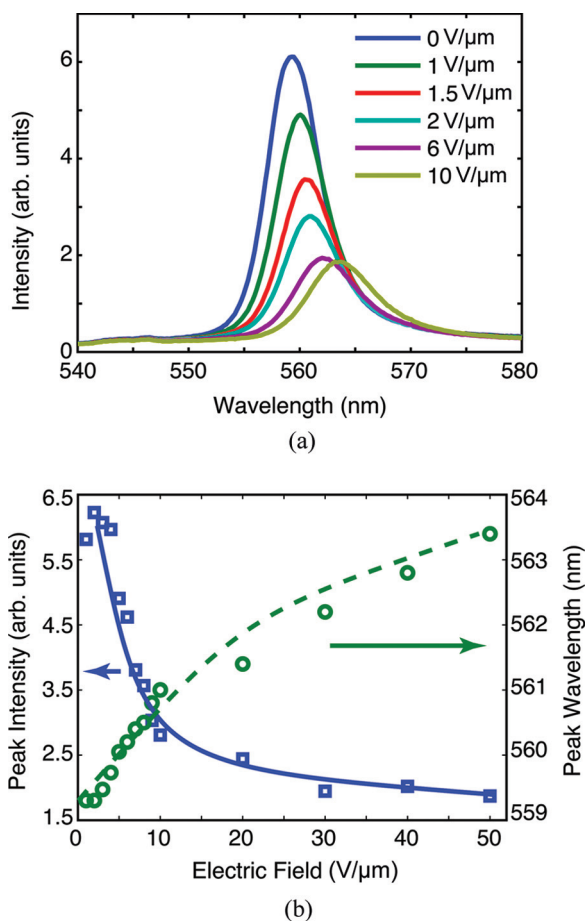 6
4
2
0
Intensity (arb. units)
0 V/µm
1 V/µm
1.5 V/µm
2 V/µm
6 V/µm
10 V/µm
540 550 560 570 580
Wavelength (nm)
(a)
6.5
5.5
4.5
3.5
2.5
1.5
Peak Intensity (arb. units)
564
563
562
561
560
559
Peak Wavelength (nm)
0 10 20 30 40 50
Electric Field (V/µm)
(b)